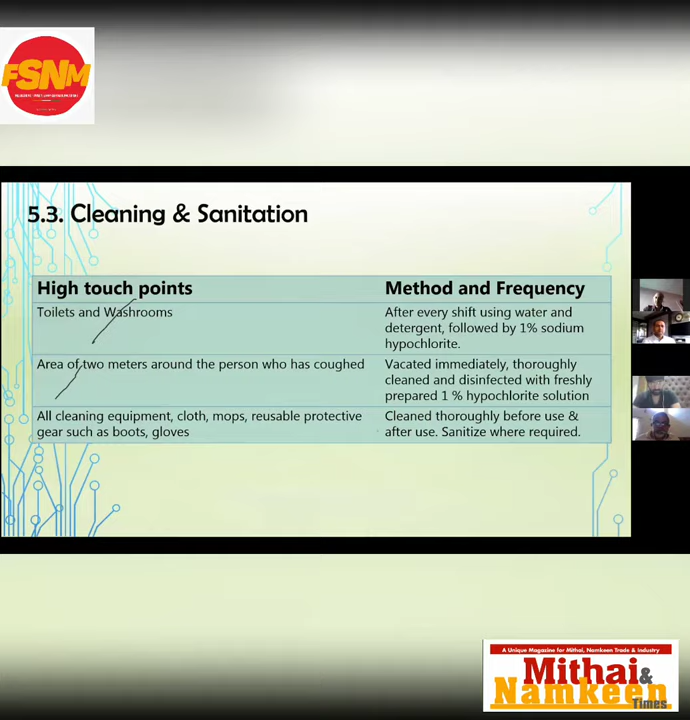 FSNM
5.3. Cleaning & Sanitation
High touch points
Method and Frequency
Toilets and Washrooms
After every shift using water and
detergent, followed by 1% sodium
hypochlorite.
Area of two meters around the person who has coughed
Vacated immediately, thoroughly
cleaned and disinfected with freshly
prepared 1 % hypochlorite solution
All cleaning equipment, cloth, mops, reusable protective
gear such as boots, gloves
Cleaned thoroughly before use &
after use. Sanitize where required.
A Unique Magazine for Mithai, Namkeen Trade & Industry
Mithai &
Namkeen
Times